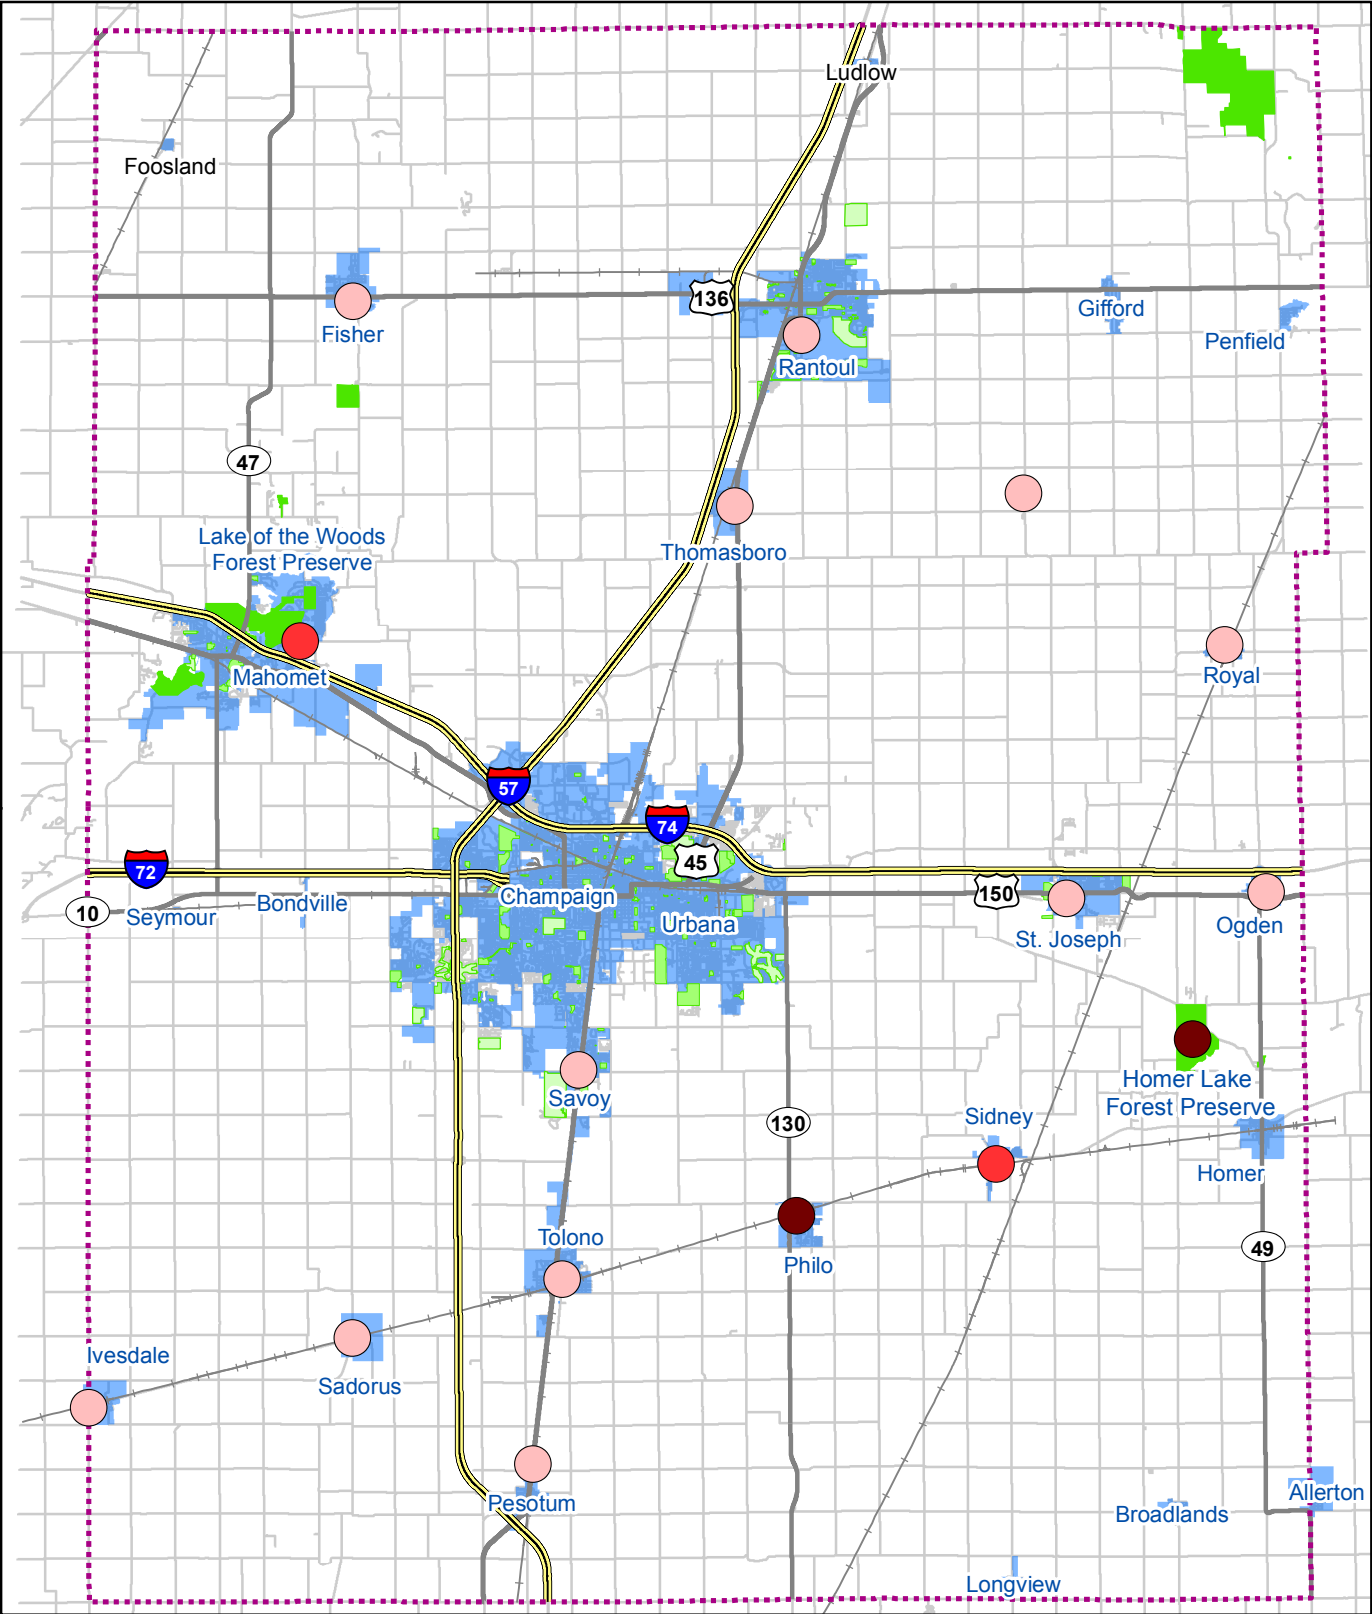 Ludlow
Foosland
136
Gifford
Fisher
Penfield
Rantoul
47
Lake of the Woods
Forest Preserve
Thomasboro
Mahomet
Royal
57
74
45
72
150
Champaign
Bondville
10
Seymour
Urbana
St. Joseph
Ogden
Homer Lake
Forest Preserve
Savoy
Sidney
130
Homer
Tolono
Philo
49
Ivesdale
Sadorus
Pesotum
Allerton
Broadlands
Longview